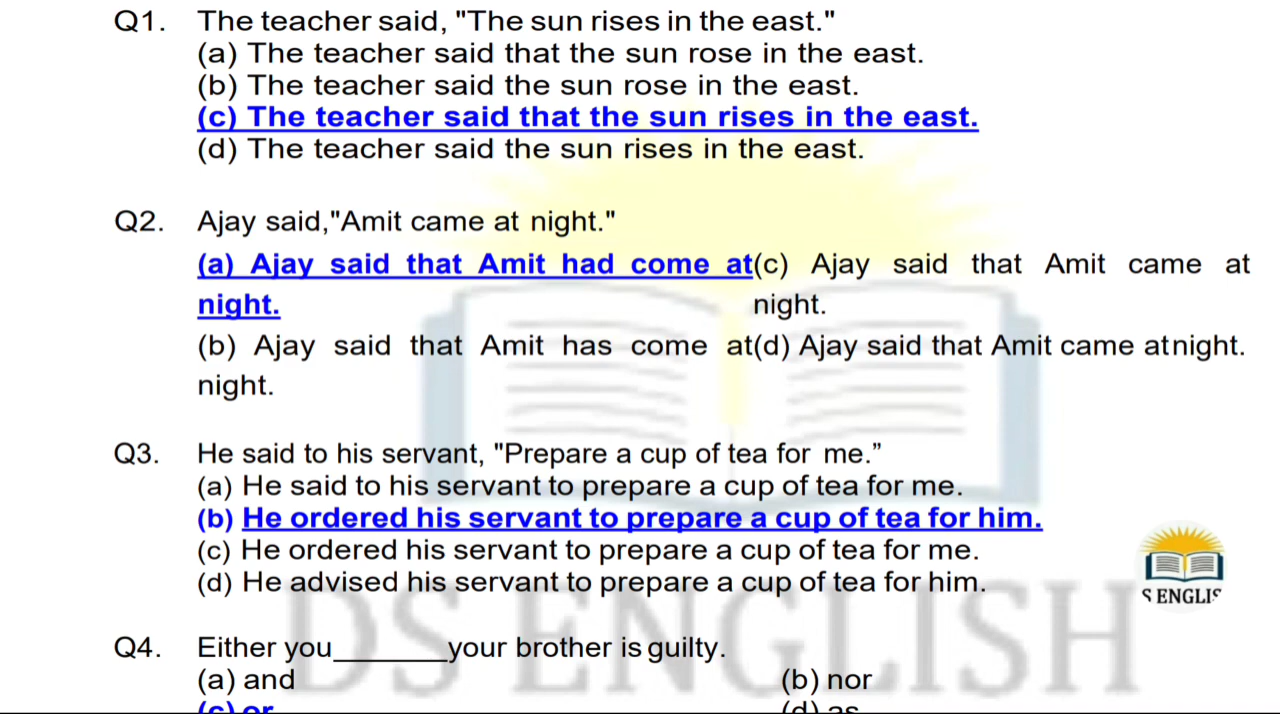 Q1. The teacher said, "The sun rises in the east."
(a) The teacher said that the sun rose in the east.
(b) The teacher said the sun rose in the east.
(c) The teacher said that the sun rises in the east.
(d) The teacher said the sun rises in the east.
Q2. Ajay said,"Amit came at night."
(a) Ajay said that Amit had come at(c) Ajay said that Amit came at
night. night.
(b) Ajay said that Amit has come at(d) Ajay said that Amit came atnight.
night.
Q3. He said to his servant, "Prepare a cup of tea for me.”
(a) He said to his servant to prepare a cup of tea for me.
(b) He ordered his servant to prepare a cup of tea for him.
(c) He ordered his servant to prepare a cup of tea for me.
(d) He advised his servant to prepare a cup of tea for him.
S ENGLIS
DS ENGLISH
Q4. Either you_______your brother is guilty.
(a) and (b) nor
(c) or (d) as